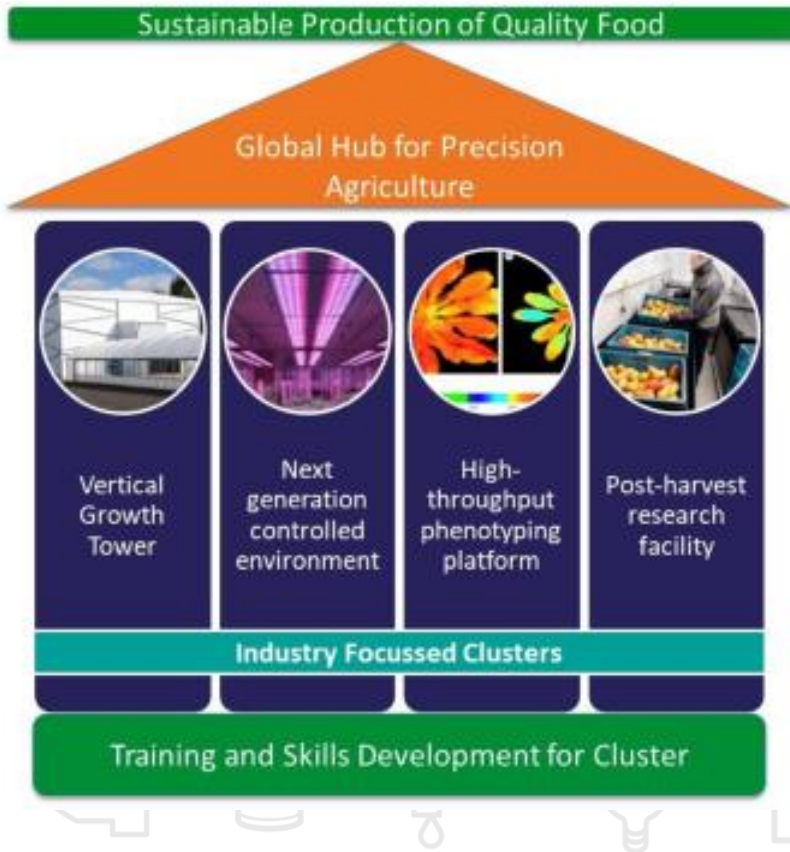 Sustainable Production of Quality Food
Global Hub for Precision
Agriculture
Vertical
Growth
Tower
Next
generation
controlled
environment
High-
throughput
phenotyping
platform
Post-harvest
research
facility
Industry Focussed Clusters
Training and Skills Development for Cluster